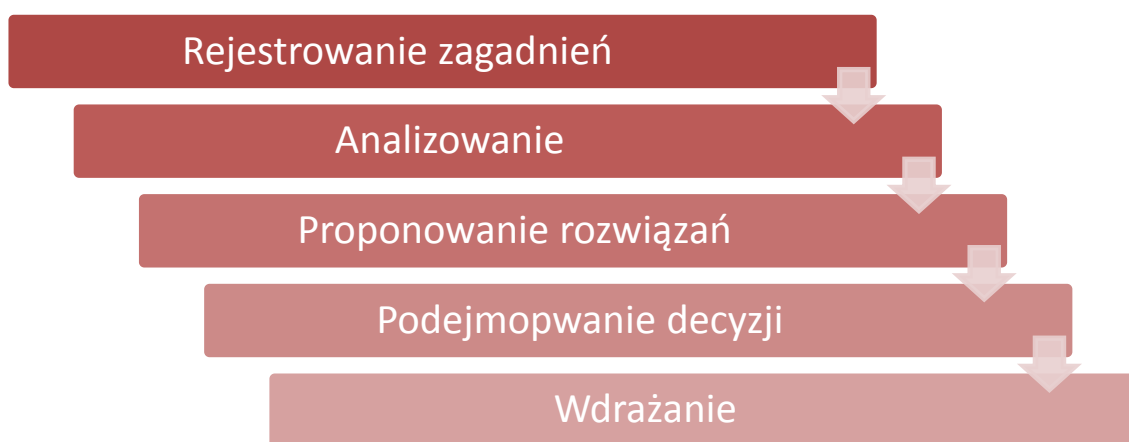 Rejestrowanie zagadnień
Analizowanie
Proponowanie rozwiązań
Podejmopwanie decyzji
Wdrażanie